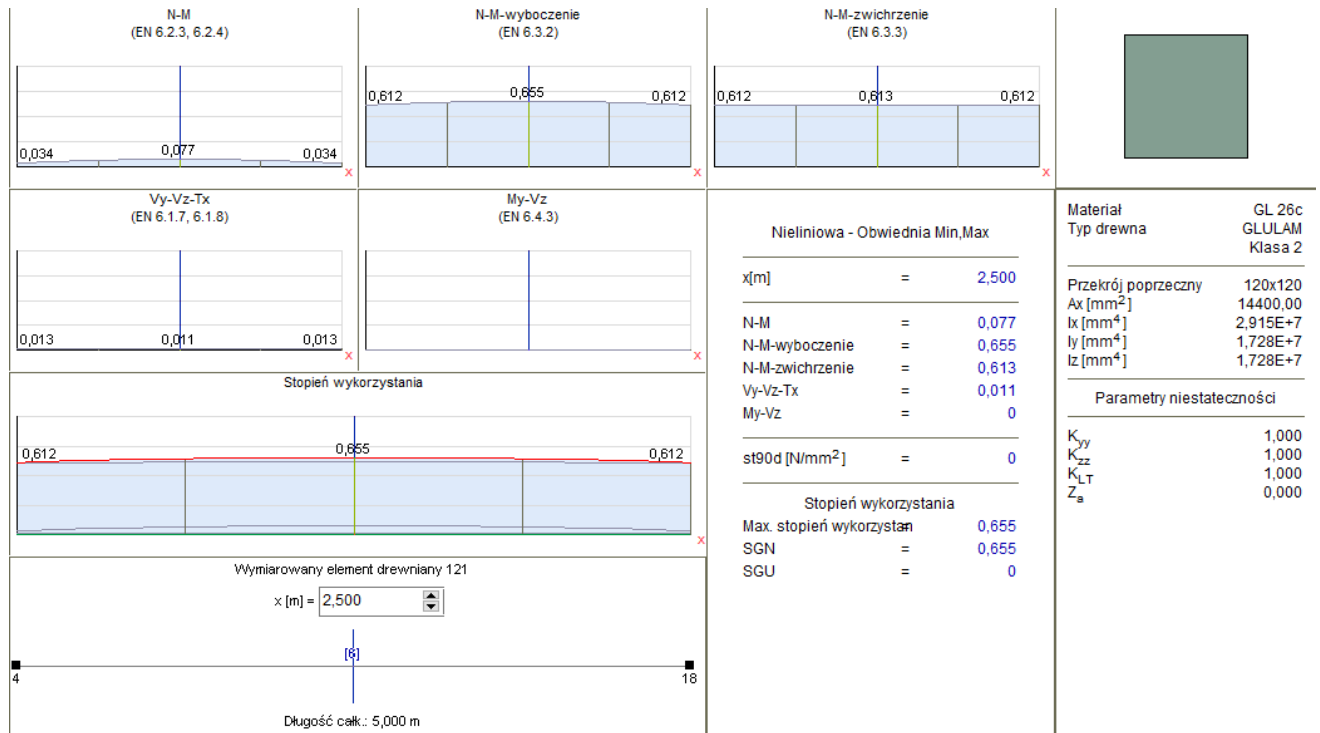 N-M
(EN 6.2.3, 6.2.4)
0,034
0,077
0,034
x
N-M-wyboczenie
(EN 6.3.2)
0,612
0,655
0,612
x
N-M-zwichrzenie
(EN 6.3.3)
0,612
0,613
0,612
x
Vy-Vz-Tx
(EN 6.1.7, 6.1.8)
0,013
0,011
0,013
x
My-Vz
(EN 6.4.3)
x
Stopień wykorzystania
0,612
0,655
0,612
x
Wymiarowany element drewniany 121
x [m] = 2,500
[6]
4
18
Długość całk.: 5,000 m
Nieliniowa - Obwiednia Min,Max
x[m] = 2,500
N-M = 0,077
N-M-wyboczenie = 0,655
N-M-zwichrzenie = 0,613
Vy-Vz-Tx = 0,011
My-Vz = 0
st90d [N/mm²] = 0
Stopień wykorzystania
Max. stopień wykorzystan= 0,655
SGN = 0,655
SGU = 0
Materiał GL 26c
Typ drewna GLULAM
Klasa 2
Przekrój poprzeczny 120x120
Ax [mm²] 14400,00
Ix [mm⁴] 2,915E+7
Iy [mm⁴] 1,728E+7
Iz [mm⁴] 1,728E+7
Parametry niestateczności
Kyy 1,000
Kzz 1,000
KLT 1,000
Za 0,000